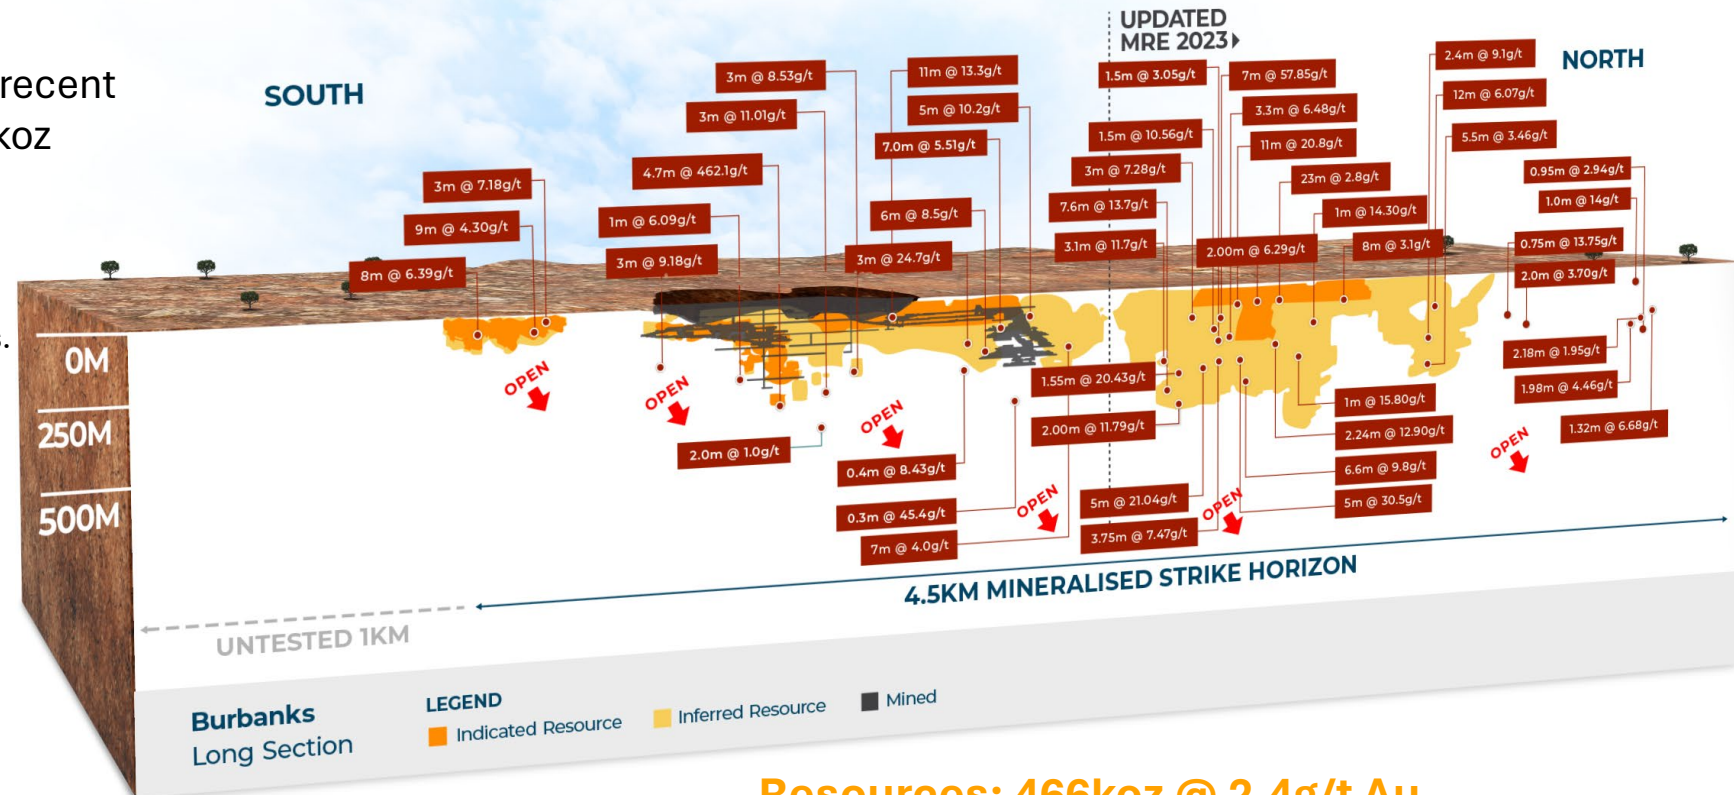 recent
koz
s.
SOUTH
UPDATED
MRE 2023
NORTH
3m @ 8.53g/t
11m @ 13.3g/t
1.5m @ 3.05g/t
7m @ 57.85g/t
2.4m @ 9.1g/t
3m @ 11.01g/t
5m @ 10.2g/t
3.3m @ 6.48g/t
12m @ 6.07g/t
7.0m @ 5.51g/t
1.5m @ 10.56g/t
11m @ 20.8g/t
5.5m @ 3.46g/t
3m @ 7.18g/t
4.7m @ 462.1g/t
3m @ 7.28g/t
23m @ 2.8g/t
0.95m @ 2.94g/t
9m @ 4.30g/t
1m @ 6.09g/t
6m @ 8.5g/t
7.6m @ 13.7g/t
1m @ 14.30g/t
1.0m @ 14g/t
8m @ 6.39g/t
3m @ 9.18g/t
3m @ 24.7g/t
3.1m @ 11.7g/t
2.00m @ 6.29g/t
8m @ 3.1g/t
0.75m @ 13.75g/t
2.0m @ 3.70g/t
0M
250M
500M
OPEN
OPEN
OPEN
OPEN
OPEN
OPEN
1.55m @ 20.43g/t
2.18m @ 1.95g/t
1.98m @ 4.46g/t
1m @ 15.80g/t
2.00m @ 11.79g/t
2.24m @ 12.90g/t
1.32m @ 6.68g/t
2.0m @ 1.0g/t
0.4m @ 8.43g/t
6.6m @ 9.8g/t
0.3m @ 45.4g/t
5m @ 21.04g/t
5m @ 30.5g/t
7m @ 4.0g/t
3.75m @ 7.47g/t
4.5KM MINERALISED STRIKE HORIZON
UNTESTED 1KM
Burbanks
Long Section
LEGEND
Indicated Resource
Inferred Resource
Mined
Resources: 466koz @ 2.4g/t Au